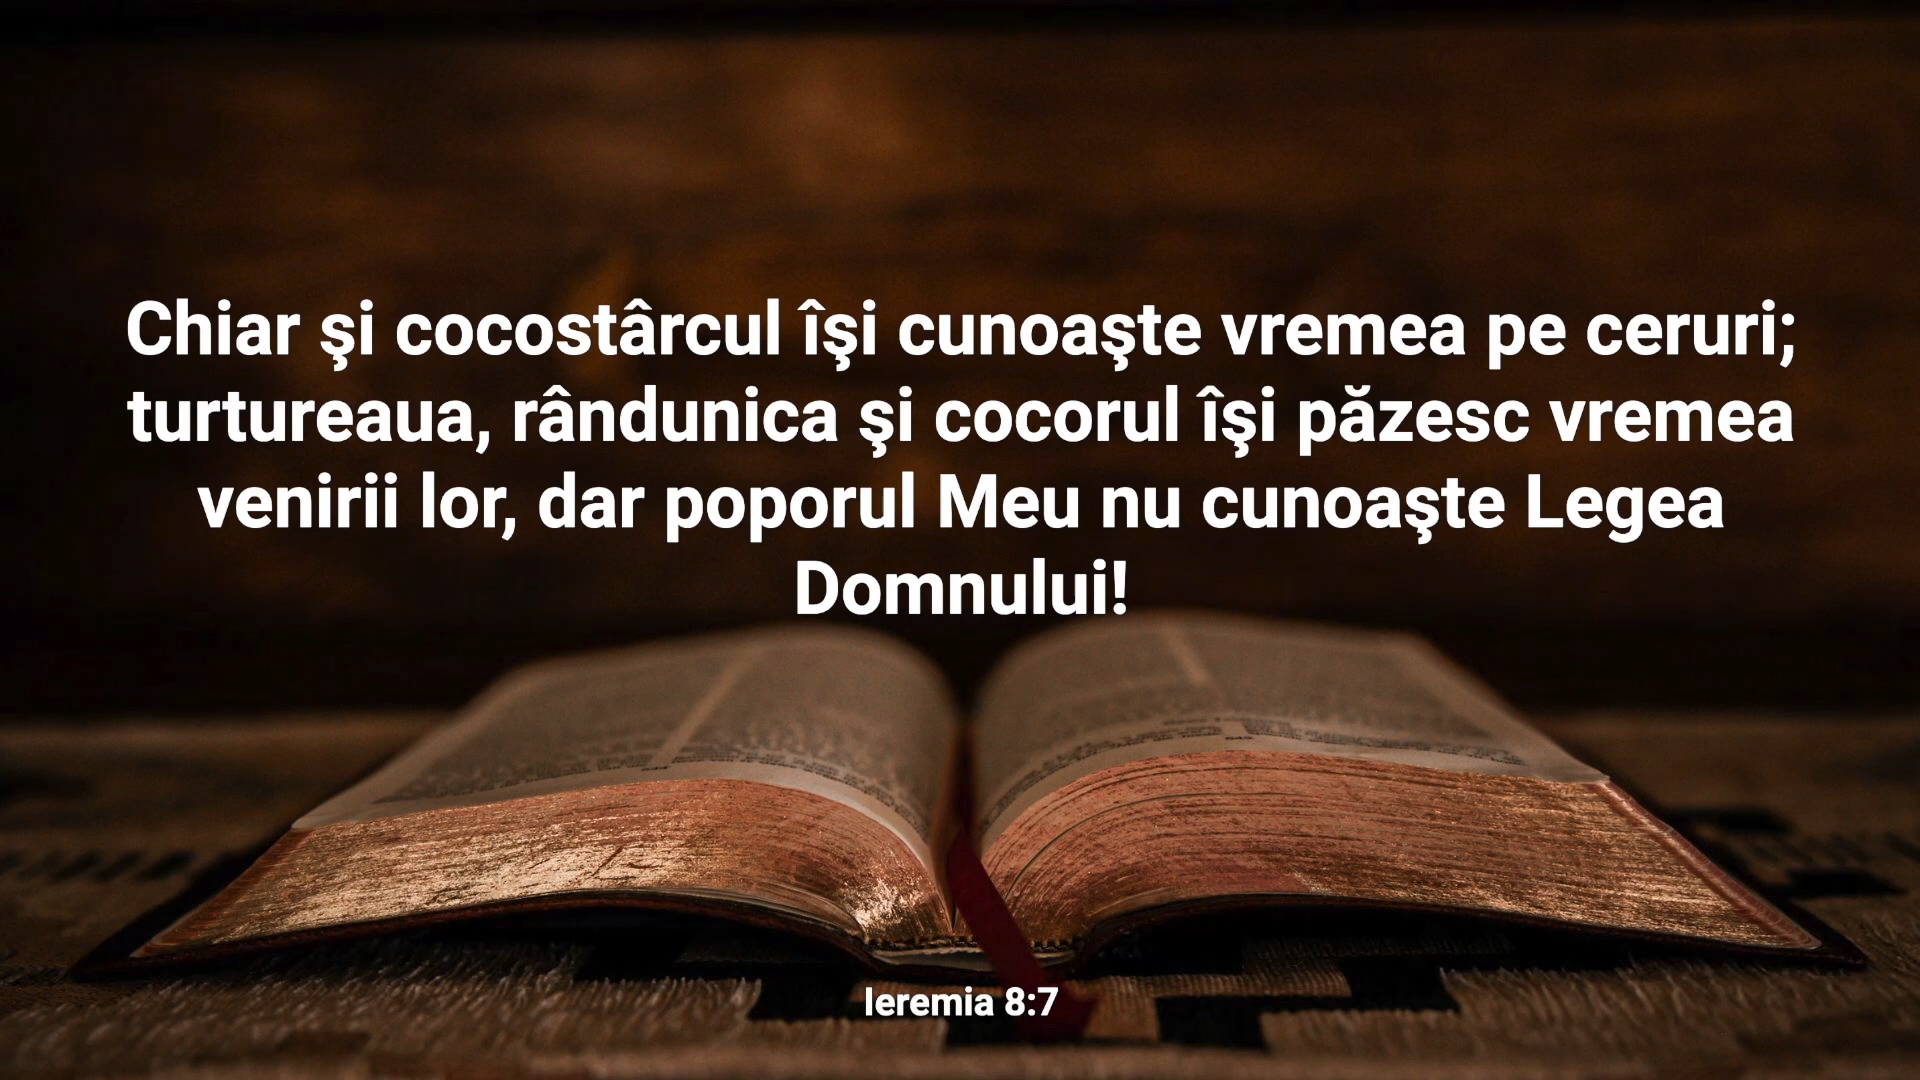 Chiar şi cocostârcul îşi cunoaşte vremea pe ceruri;
turtureaua, rândunica şi cocorul îşi păzesc vremea
venirii lor, dar poporul Meu nu cunoaşte Legea
Domnului!
Ieremia 8:7